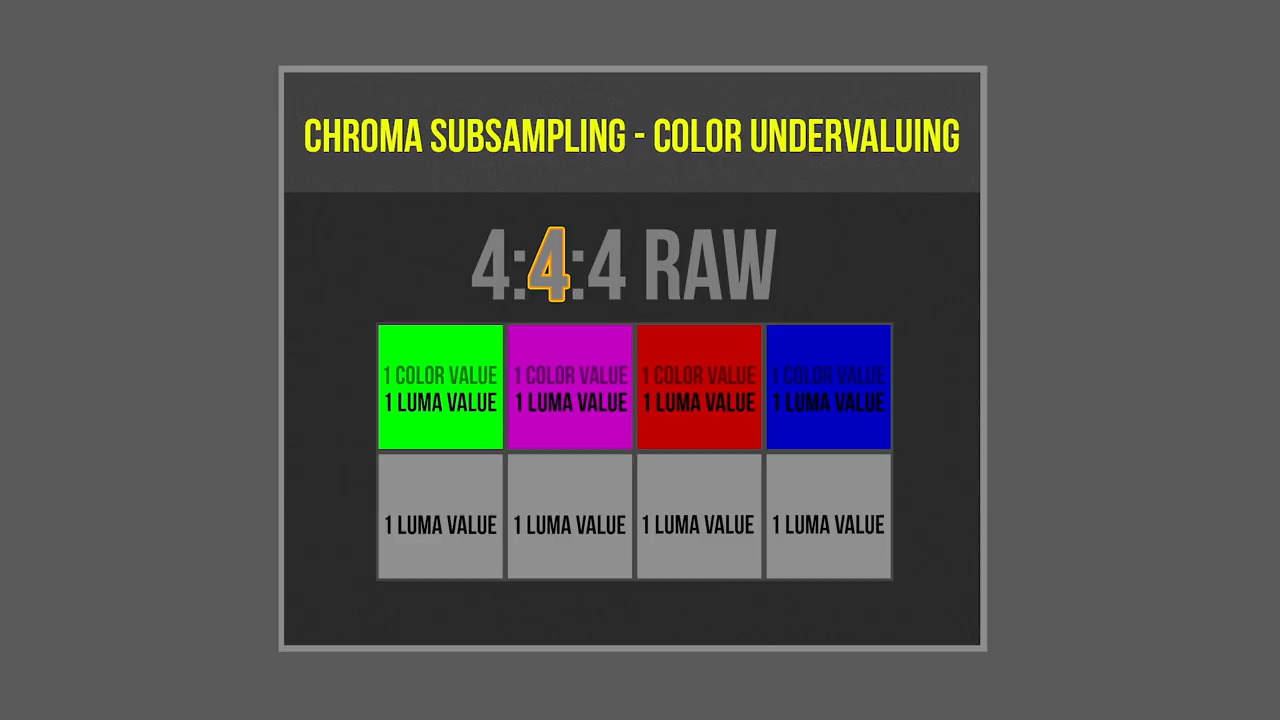 CHROMA SUBSAMPLING - COLOR UNDERVALUING
4:4:4 RAW
1 COLOR VALUE 1 COLOR VALUE 1 COLOR VALUE 1 COLOR VALUE
1 LUMA VALUE 1 LUMA VALUE 1 LUMA VALUE 1 LUMA VALUE
1 LUMA VALUE 1 LUMA VALUE 1 LUMA VALUE 1 LUMA VALUE